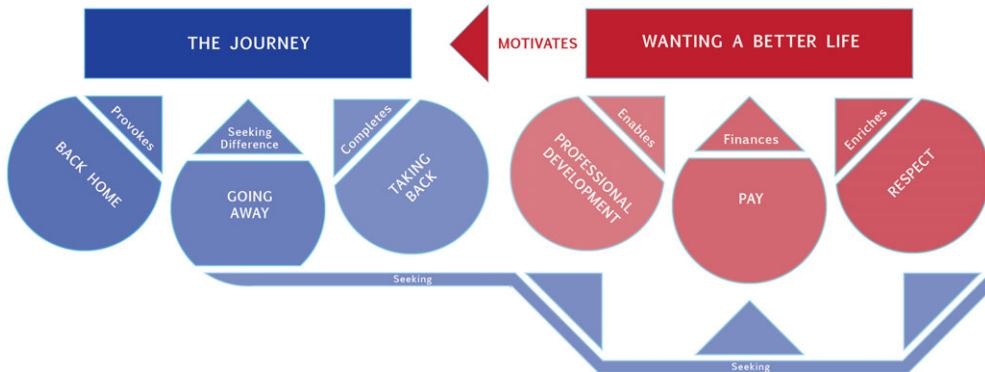 THE JOURNEY
MOTIVATES
WANTING A BETTER LIFE
Provokes
BACK HOME
Seeking
Difference
GOING
AWAY
Completes
TAKING
BACK
Enables
PROFESSIONAL
DEVELOPMENT
Finances
PAY
Enriches
RESPECT
Seeking
Seeking